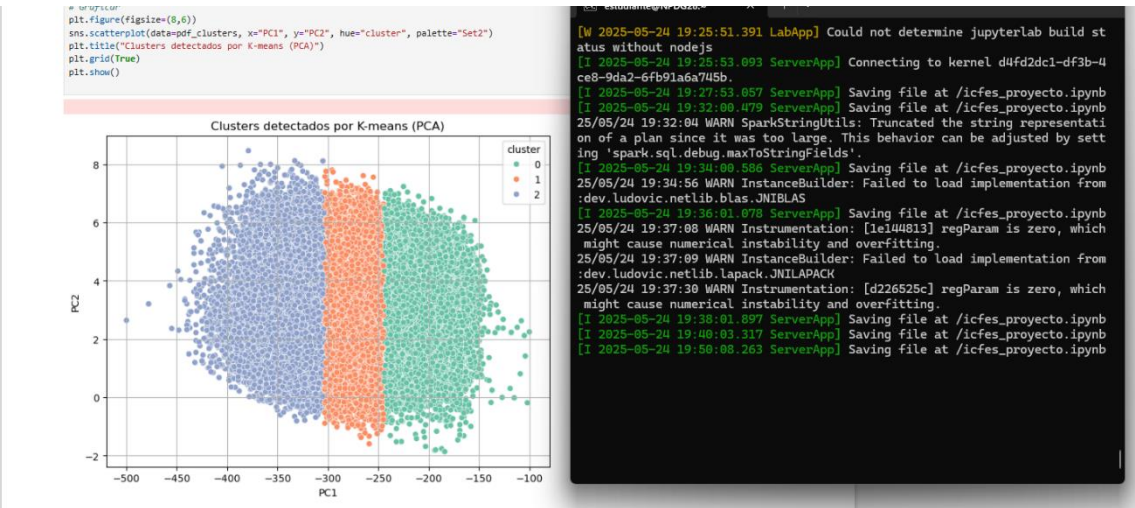 # Graficar
plt.figure(figsize=(8,6))
sns.scatterplot(data=pdf_clusters, x="PC1", y="PC2", hue="cluster", palette="Set2")
plt.title("Clusters detectados por K-means (PCA)")
plt.grid(True)
plt.show()
Clusters detectados por K-means (PCA)
cluster
0
1
2
8
6
4
2
0
−2
PC2
−500 −450 −400 −350 −300 −250 −200 −150 −100
PC1
[W 2025-05-24 19:25:51.391 LabApp] Could not determine jupyterlab build st
atus without nodejs
[I 2025-05-24 19:25:53.093 ServerApp] Connecting to kernel d4fd2dc1-df3b-4
ce8-9da2-6fb91a6a745b.
[I 2025-05-24 19:27:53.057 ServerApp] Saving file at /icfes_proyecto.ipynb
[I 2025-05-24 19:32:00.479 ServerApp] Saving file at /icfes_proyecto.ipynb
25/05/24 19:32:04 WARN SparkStringUtils: Truncated the string representati
on of a plan since it was too large. This behavior can be adjusted by sett
ing 'spark.sql.debug.maxToStringFields'.
[I 2025-05-24 19:34:00.586 ServerApp] Saving file at /icfes_proyecto.ipynb
25/05/24 19:34:56 WARN InstanceBuilder: Failed to load implementation from
:dev.ludovic.netlib.blas.JNIBLAS
[I 2025-05-24 19:36:01.078 ServerApp] Saving file at /icfes_proyecto.ipynb
25/05/24 19:37:08 WARN Instrumentation: [1e144813] regParam is zero, which
might cause numerical instability and overfitting.
25/05/24 19:37:09 WARN InstanceBuilder: Failed to load implementation from
:dev.ludovic.netlib.lapack.JNILAPACK
25/05/24 19:37:30 WARN Instrumentation: [d226525c] regParam is zero, which
might cause numerical instability and overfitting.
[I 2025-05-24 19:38:01.897 ServerApp] Saving file at /icfes_proyecto.ipynb
[I 2025-05-24 19:40:03.317 ServerApp] Saving file at /icfes_proyecto.ipynb
[I 2025-05-24 19:50:08.263 ServerApp] Saving file at /icfes_proyecto.ipynb